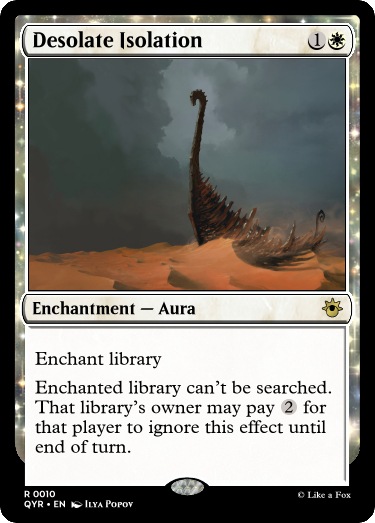 Desolate Isolation 1
Enchantment — Aura
Enchant library
Enchanted library can't be searched.
That library's owner may pay 2 for
that player to ignore this effect until
end of turn.
R 0010
QYR • EN Ilya Popov
© Like a Fox